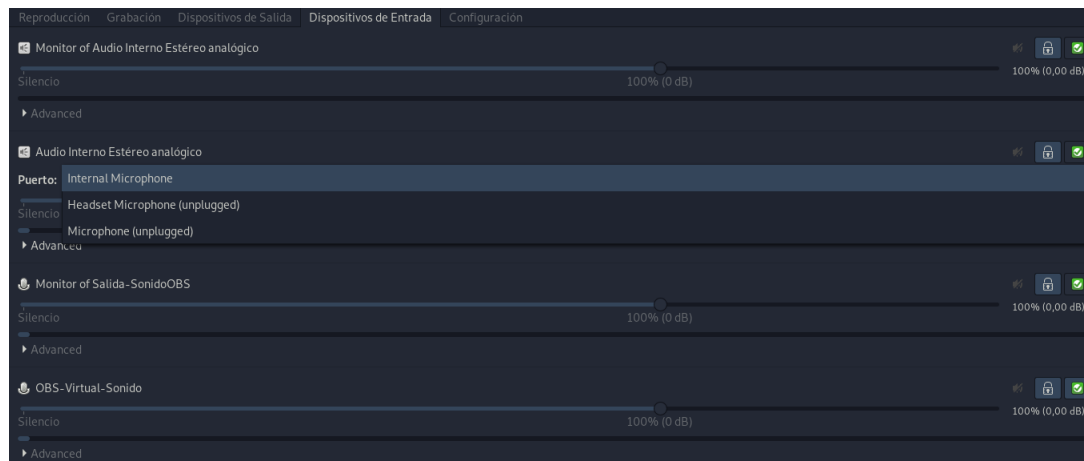 Reproducción Grabación Dispositivos de Salida Dispositivos de Entrada Configuración
Monitor of Audio Interno Estéreo analógico
100% (0,00 dB)
Silencio 100% (0 dB)
Advanced
Audio Interno Estéreo analógico
Puerto: Internal Microphone
Headset Microphone (unplugged)
Silencio
Microphone (unplugged)
Advanced
Monitor of Salida-SonidoOBS
100% (0,00 dB)
Silencio 100% (0 dB)
Advanced
OBS-Virtual-Sonido
100% (0,00 dB)
Silencio 100% (0 dB)
Advanced